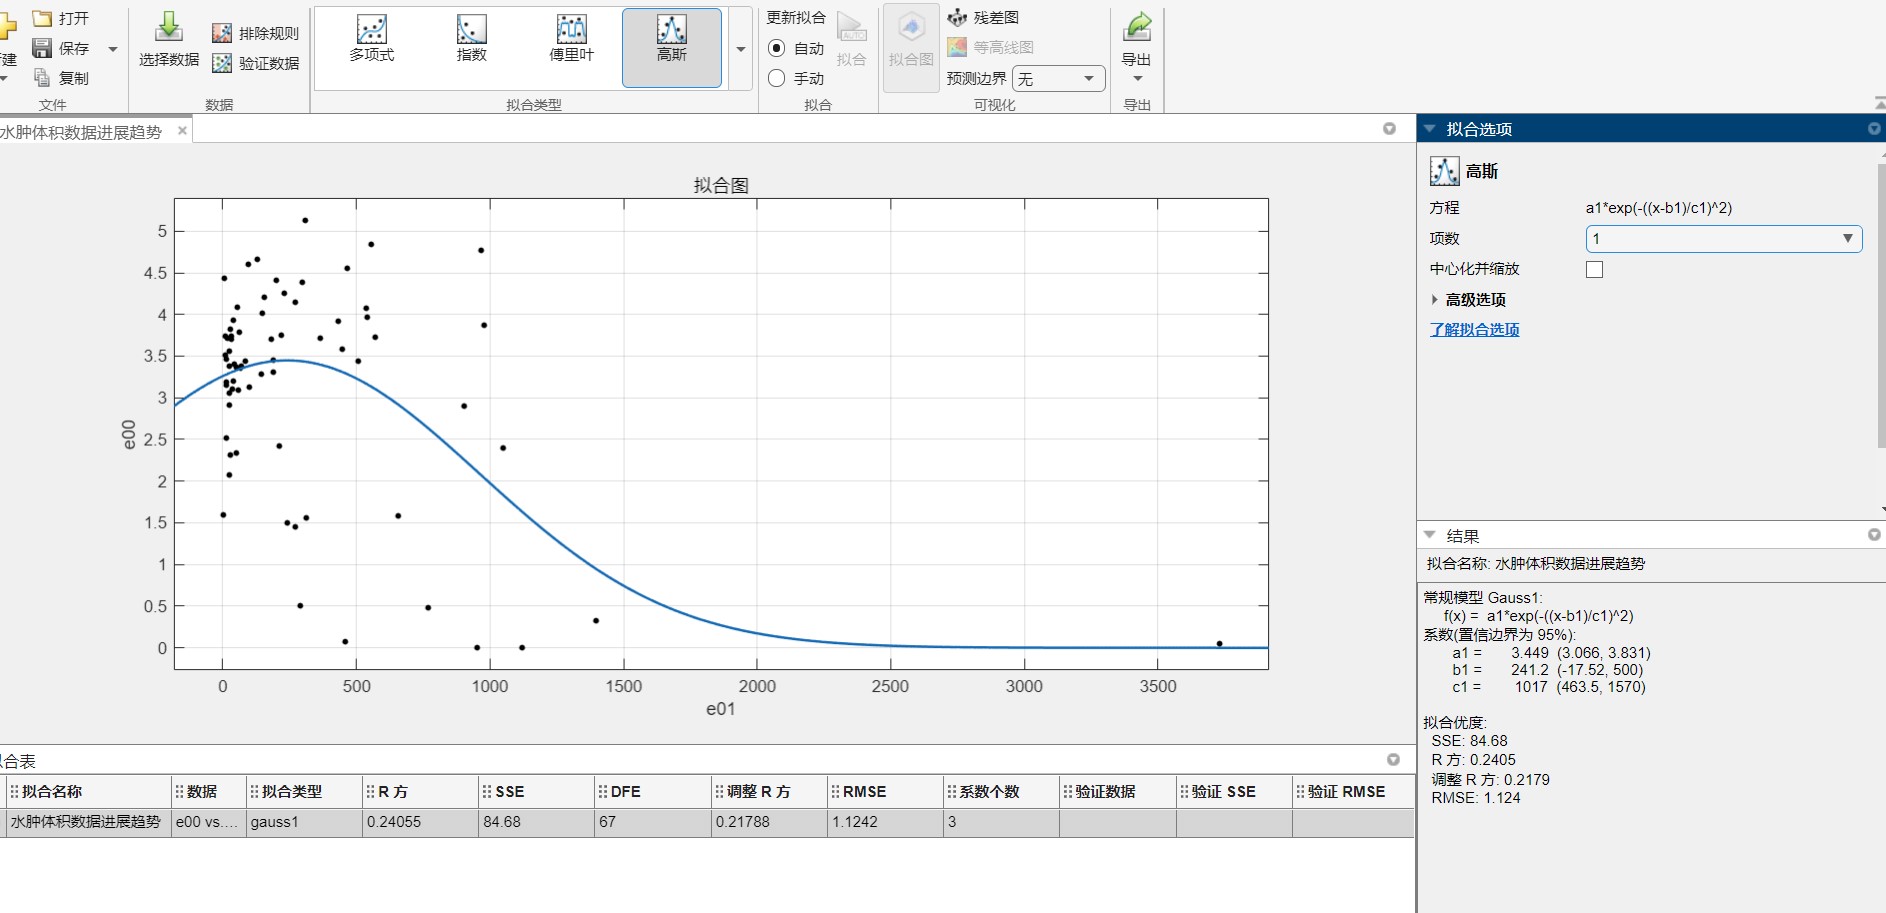 打开
保存
复制
文件
选择数据
排除规则
验证数据
数据
多项式
指数
傅里叶
高斯
拟合类型
更新拟合
自动
手动
AUTO
拟合
拟合
拟合图
残差图
等高线图
预测边界 无
可视化
导出
导出
水肿体积数据进展趋势
拟合图
e00
5
4.5
4
3.5
3
2.5
2
1.5
1
0.5
0
0 500 1000 1500 2000 2500 3000 3500
e01
拟合选项
高斯
方程 a1*exp(-((x-b1)/c1)^2)
项数 1
中心化并缩放
高级选项
了解拟合选项
结果
拟合名称: 水肿体积数据进展趋势
常规模型 Gauss1:
f(x) = a1*exp(-((x-b1)/c1)^2)
系数(置信边界为 95%):
a1 = 3.449 (3.066, 3.831)
b1 = 241.2 (-17.52, 500)
c1 = 1017 (463.5, 1570)
拟合优度:
SSE: 84.68
R 方: 0.2405
调整 R 方: 0.2179
RMSE: 1.124
合表
拟合名称 数据 拟合类型 R 方 SSE DFE 调整 R 方 RMSE 系数个数 验证数据 验证 SSE 验证 RMSE
水肿体积数据进展趋势 e00 vs.... gauss1 0.24055 84.68 67 0.21788 1.1242 3